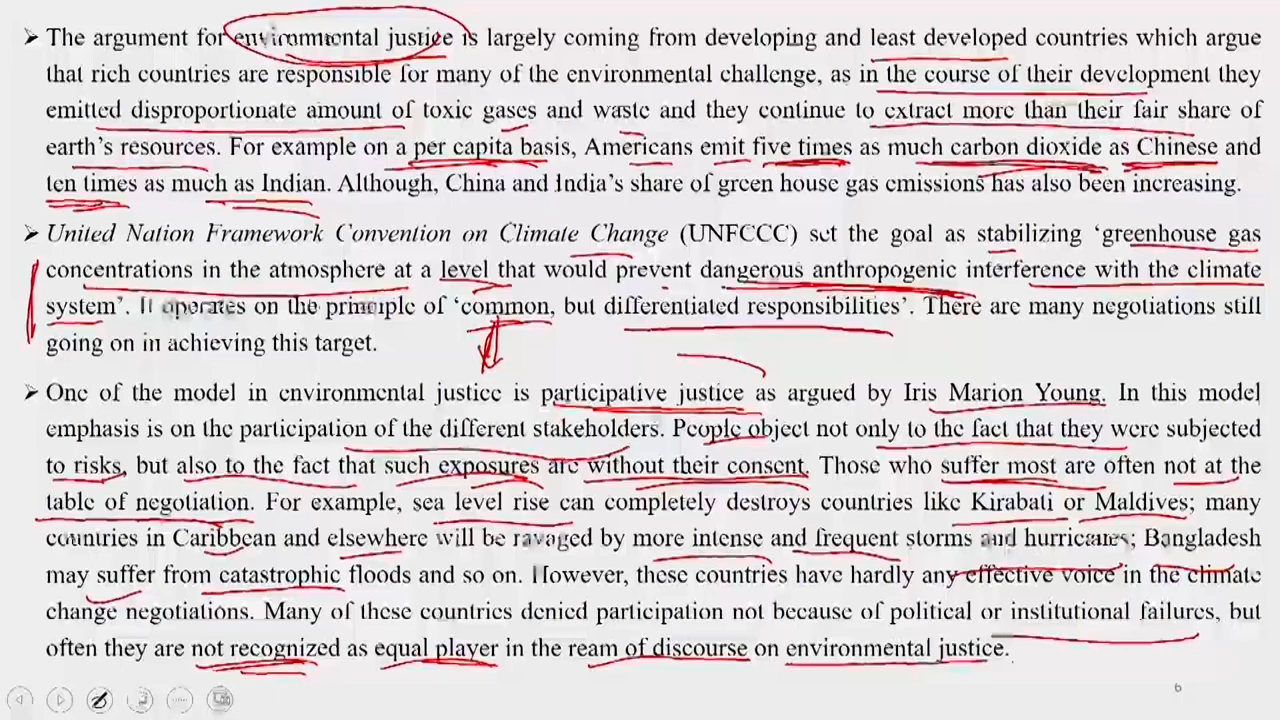 ➤ The argument for environmental justice is largely coming from developing and least developed countries which argue
that rich countries are responsible for many of the environmental challenge, as in the course of their development they
emitted disproportionate amount of toxic gases and waste and they continue to extract more than their fair share of
earth's resources. For example on a per capita basis, Americans emit five times as much carbon dioxide as Chinese and
ten times as much as Indian. Although, China and India's share of green house gas emissions has also been increasing.
➤ United Nation Framework Convention on Climate Change (UNFCCC) set the goal as stabilizing 'greenhouse gas
concentrations in the atmosphere at a level that would prevent dangerous anthropogenic interference with the climate
system'. It operates on the principle of 'common, but differentiated responsibilities'. There are many negotiations still
going on in achieving this target.
➤ One of the model in environmental justice is participative justice as argued by Iris Marion Young. In this model
emphasis is on the participation of the different stakeholders. People object not only to the fact that they were subjected
to risks, but also to the fact that such exposures are without their consent. Those who suffer most are often not at the
table of negotiation. For example, sea level rise can completely destroys countries like Kirabati or Maldives; many
countries in Caribbean and elsewhere will be ravaged by more intense and frequent storms and hurricanes; Bangladesh
may suffer from catastrophic floods and so on. However, these countries have hardly any effective voice in the climate
change negotiations. Many of these countries denied participation not because of political or institutional failures, but
often they are not recognized as equal player in the ream of discourse on environmental justice.
6